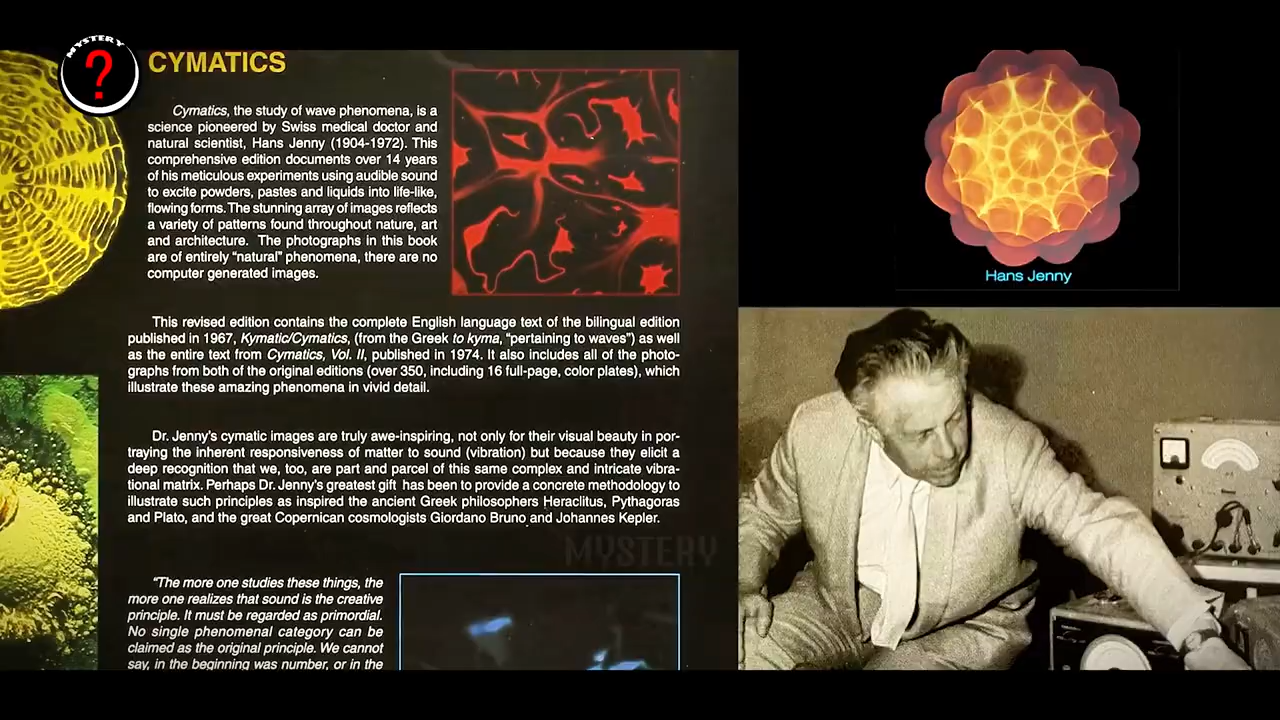 MYSTERY
?
CYMATICS
Cymatics, the study of wave phenomena, is a
science pioneered by Swiss medical doctor and
natural scientist, Hans Jenny (1904-1972). This
comprehensive edition documents over 14 years
of his meticulous experiments using audible sound
to excite powders, pastes and liquids into life-like,
flowing forms. The stunning array of images reflects
a variety of patterns found throughout nature, art
and architecture. The photographs in this book
are of entirely “natural” phenomena, there are no
computer generated images.
This revised edition contains the complete English language text of the bilingual edition
published in 1967, Kymatic/Cymatics, (from the Greek to kyma, “pertaining to waves”) as well
as the entire text from Cymatics, Vol. II, published in 1974. It also includes all of the photo-
graphs from both of the original editions (over 350, including 16 full-page, color plates), which
illustrate these amazing phenomena in vivid detail.
Dr. Jenny's cymatic images are truly awe-inspiring, not only for their visual beauty in por-
traying the inherent responsiveness of matter to sound (vibration) but because they elicit a
deep recognition that we, too, are part and parcel of this same complex and intricate vibra-
tional matrix. Perhaps Dr. Jenny's greatest gift has been to provide a concrete methodology to
illustrate such principles as inspired the ancient Greek philosophers Heraclitus, Pythagoras
and Plato, and the great Copernican cosmologists Giordano Bruno and Johannes Kepler.
MYSTERY
“The more one studies these things, the
more one realizes that sound is the creative
principle. It must be regarded as primordial.
No single phenomenal category can be
claimed as the original principle. We cannot
say, in the beginning was number, or in the
Hans Jenny